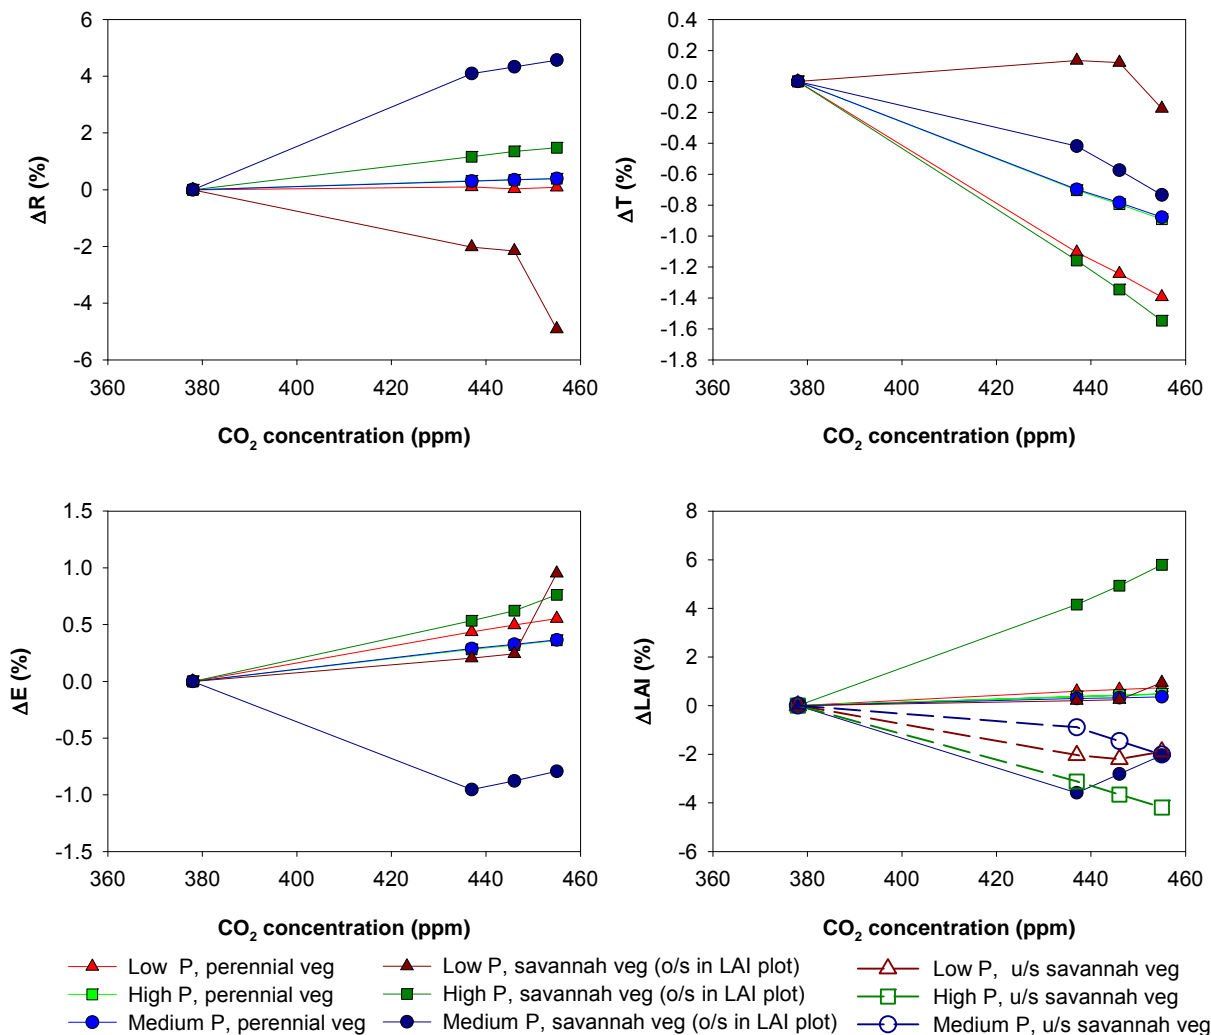 6
4
2
0
-2
-4
-6
ΔR (%)
360 380 400 420 440 460
CO2 concentration (ppm)
0.4
0.2
0.0
-0.2
-0.4
-0.6
-0.8
-1.0
-1.2
-1.4
-1.6
-1.8
ΔT (%)
360 380 400 420 440 460
CO2 concentration (ppm)
1.5
1.0
0.5
0.0
-0.5
-1.0
-1.5
ΔE (%)
360 380 400 420 440 460
CO2 concentration (ppm)
8
6
4
2
0
-2
-4
-6
ΔLAI (%)
360 380 400 420 440 460
CO2 concentration (ppm)
Low P, perennial veg
High P, perennial veg
Medium P, perennial veg
Low P, savannah veg (o/s in LAI plot)
High P, savannah veg (o/s in LAI plot)
Medium P, savannah veg (o/s in LAI plot)
Low P, u/s savannah veg
High P, u/s savannah veg
Medium P, u/s savannah veg